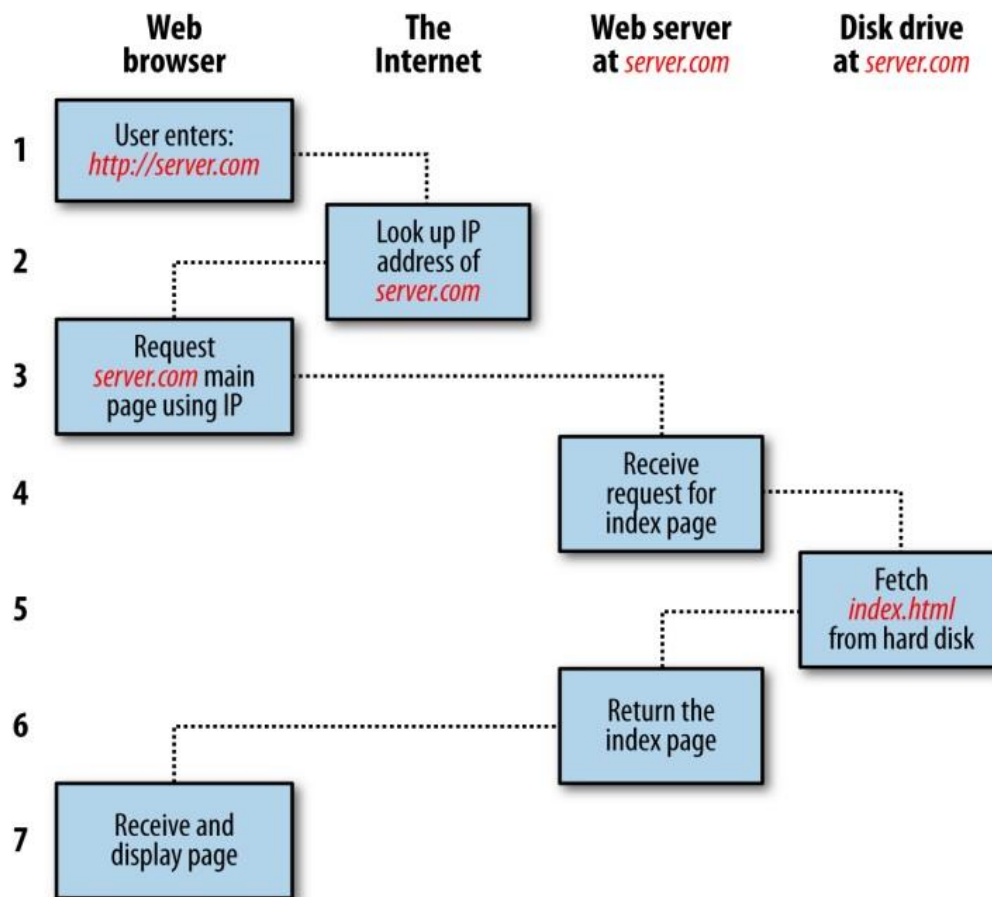 Web
browser
The
Internet
Web server
at server.com
Disk drive
at server.com
1
User enters:
http://server.com
2
Look up IP
address of
server.com
3
Request
server.com main
page using IP
4
Receive
request for
index page
5
Fetch
index.html
from hard disk
6
Return the
index page
7
Receive and
display page